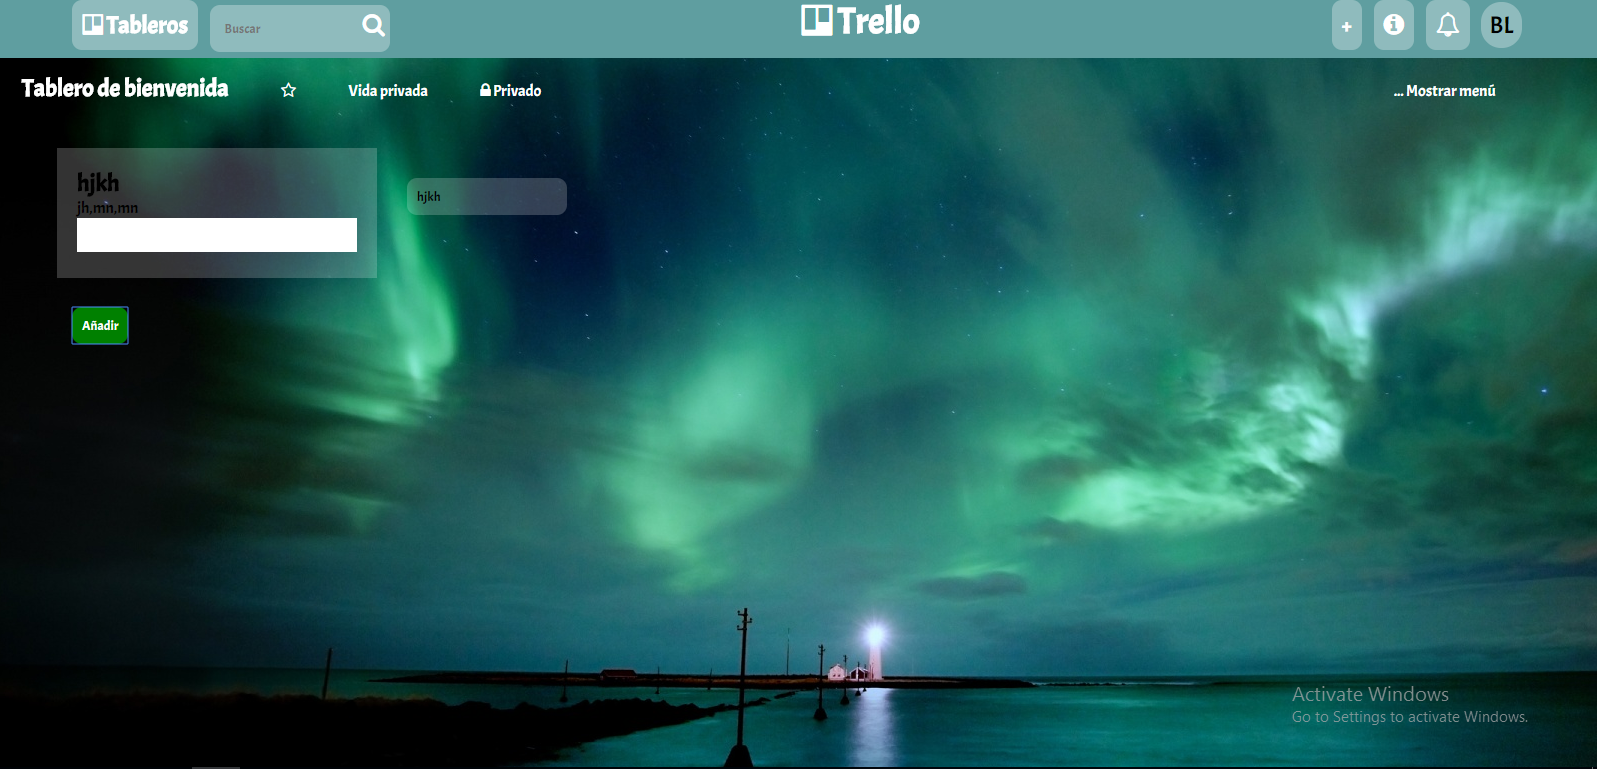 Tableros
Buscar
Trello
+
BL
Tablero de bienvenida
Vida privada
Privado
... Mostrar menú
hjkh
jh,mn,mn
hjkh
Añadir
Activate Windows
Go to Settings to activate Windows.